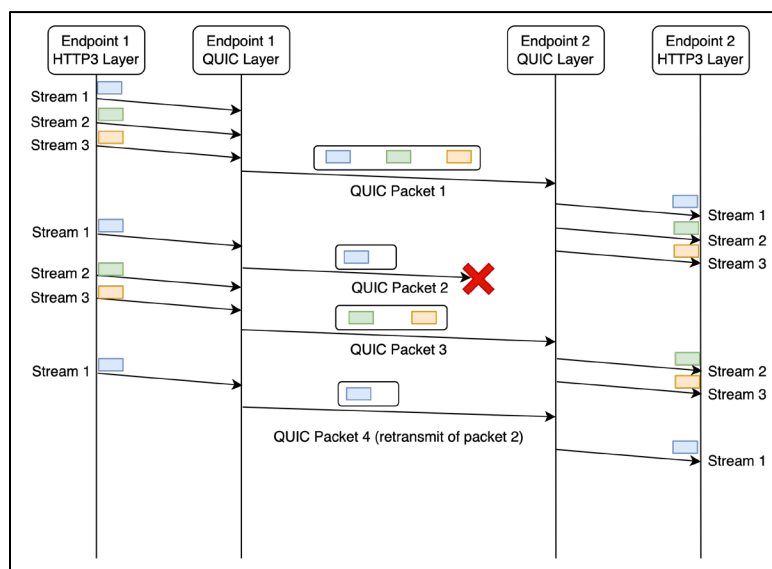 Endpoint 1
HTTP3 Layer
Endpoint 1
QUIC Layer
Endpoint 2
QUIC Layer
Endpoint 2
HTTP3 Layer
Stream 1
Stream 2
Stream 3
QUIC Packet 1
Stream 1
Stream 2
Stream 3
Stream 1
QUIC Packet 2
Stream 2
Stream 3
QUIC Packet 3
Stream 2
Stream 3
Stream 1
QUIC Packet 4 (retransmit of packet 2)
Stream 1